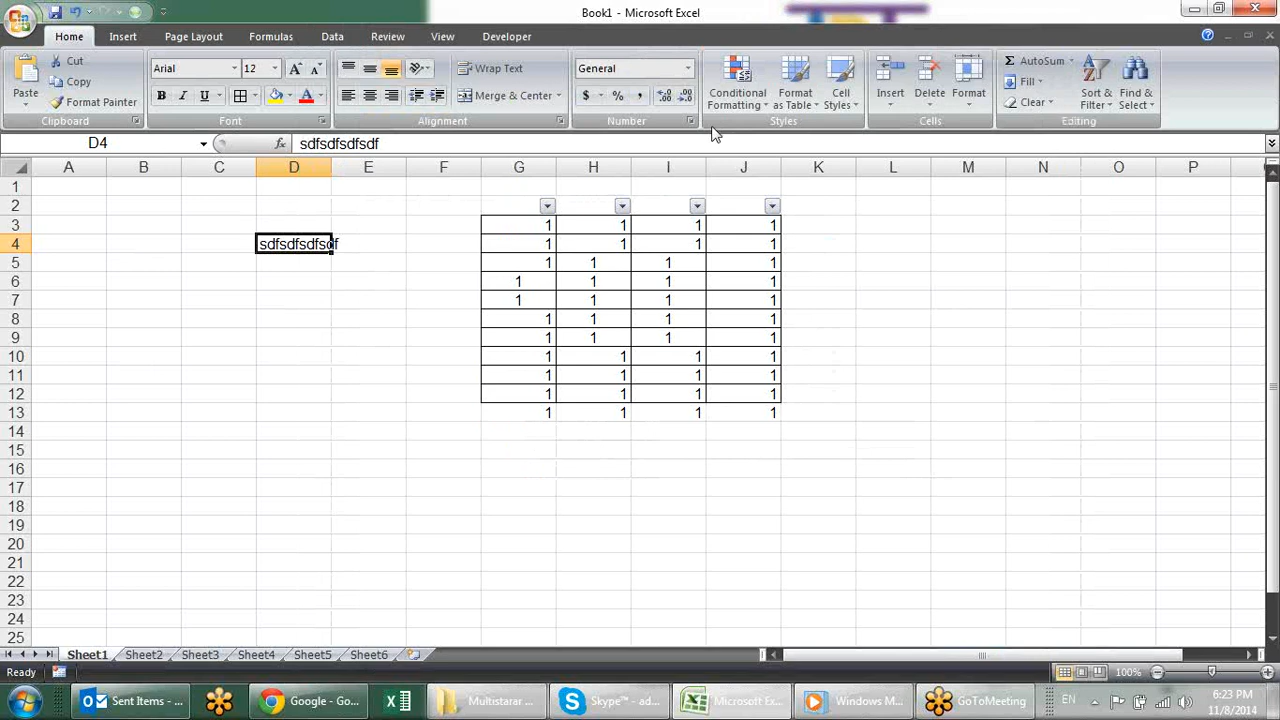 Book1 - Microsoft Excel
Home Insert Page Layout Formulas Data Review View Developer
Paste Cut Copy Format Painter Clipboard
Arial 12 A A B I U A Font
Wrap Text Merge & Center Alignment
General $ % , Number
Conditional Formatting Format as Table Cell Styles Styles
Insert Delete Format Cells
Σ AutoSum Fill Clear Sort & Filter Find & Select Editing
D4 fx sdfsdfsdfsdf
A B C D E F G H I J K L M N O P
1
2
3 1 1 1 1
4 sdfsdfsdfsdf 1 1 1 1
5 1 1 1 1
6 1 1 1 1
7 1 1 1 1
8 1 1 1 1
9 1 1 1 1
10 1 1 1 1
11 1 1 1 1
12 1 1 1 1
13 1 1 1 1
14
15
16
17
18
19
20
21
22
23
24
25
Sheet1 Sheet2 Sheet3 Sheet4 Sheet5 Sheet6
Ready 100%
Sent Items - ... Google - Go... Multistarar ... Skype™ - ad... Microsoft Ex... Windows M... GoToMeeting EN 6:23 PM
11/8/2014